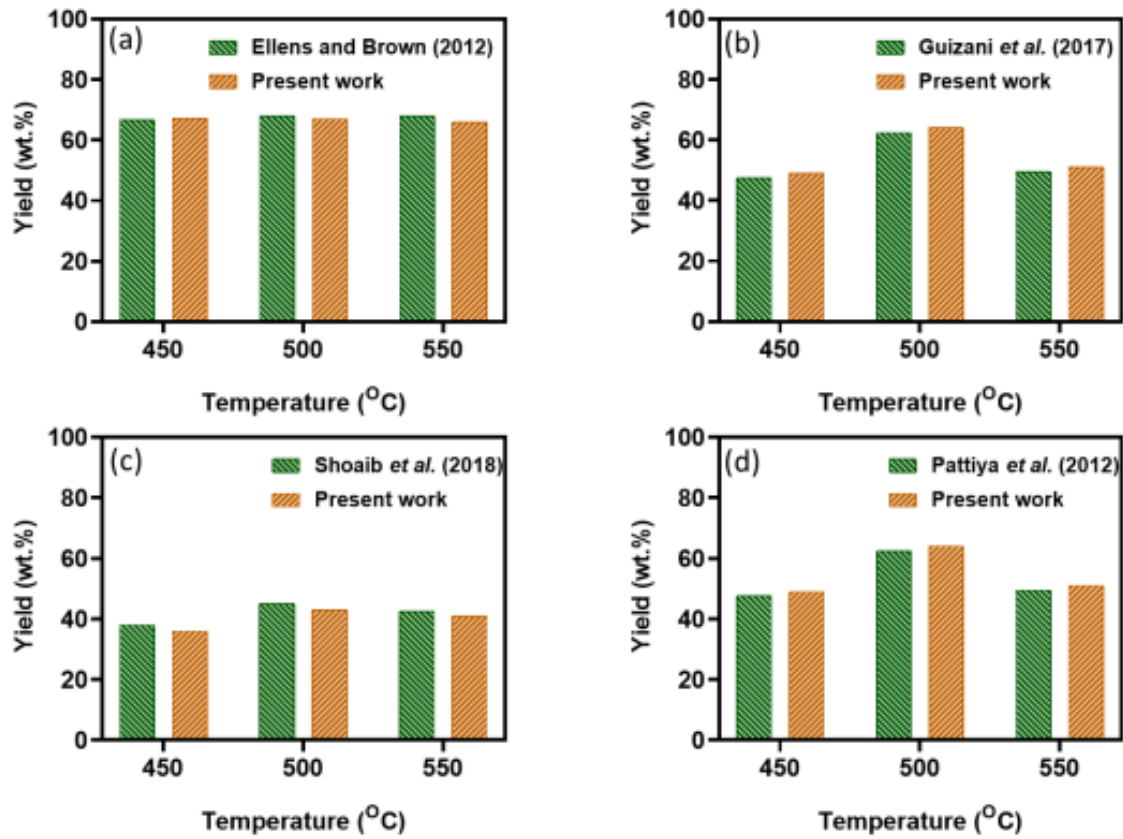 (a)
Ellens and Brown (2012)
Present work
Yield (wt.%)
100
80
60
40
20
0
450 500 550
Temperature (OC)
(b)
Guizani et al. (2017)
Present work
Yield (wt.%)
100
80
60
40
20
0
450 500 550
Temperature (OC)
(c)
Shoaib et al. (2018)
Present work
Yield (wt.%)
100
80
60
40
20
0
450 500 550
Temperature (OC)
(d)
Pattiya et al. (2012)
Present work
Yield (wt.%)
100
80
60
40
20
0
450 500 550
Temperature (OC)